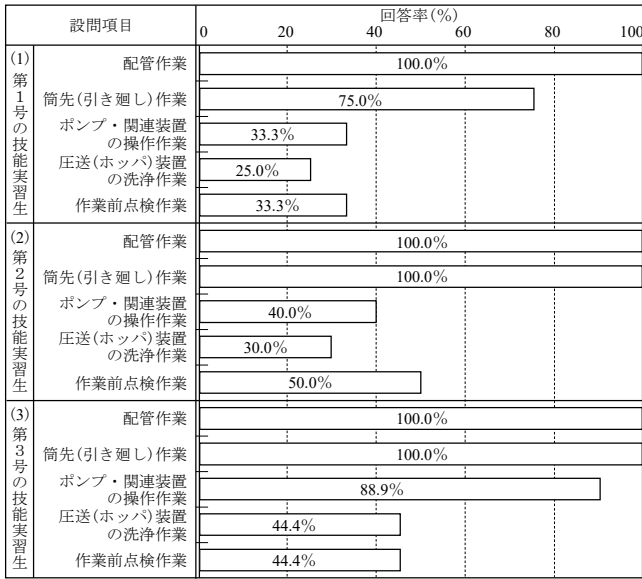 設問項目
回答率(%)
0 20 40 60 80 100
(1)第1号の技能実習生
配管作業
100.0%
筒先(引き廻し)作業
75.0%
ポンプ・関連装置
の操作作業
33.3%
圧送(ホッパ)装置
の洗浄作業
25.0%
作業前点検作業
33.3%
(2)第2号の技能実習生
配管作業
100.0%
筒先(引き廻し)作業
100.0%
ポンプ・関連装置
の操作作業
40.0%
圧送(ホッパ)装置
の洗浄作業
30.0%
作業前点検作業
50.0%
(3)第3号の技能実習生
配管作業
100.0%
筒先(引き廻し)作業
100.0%
ポンプ・関連装置
の操作作業
88.9%
圧送(ホッパ)装置
の洗浄作業
44.4%
作業前点検作業
44.4%